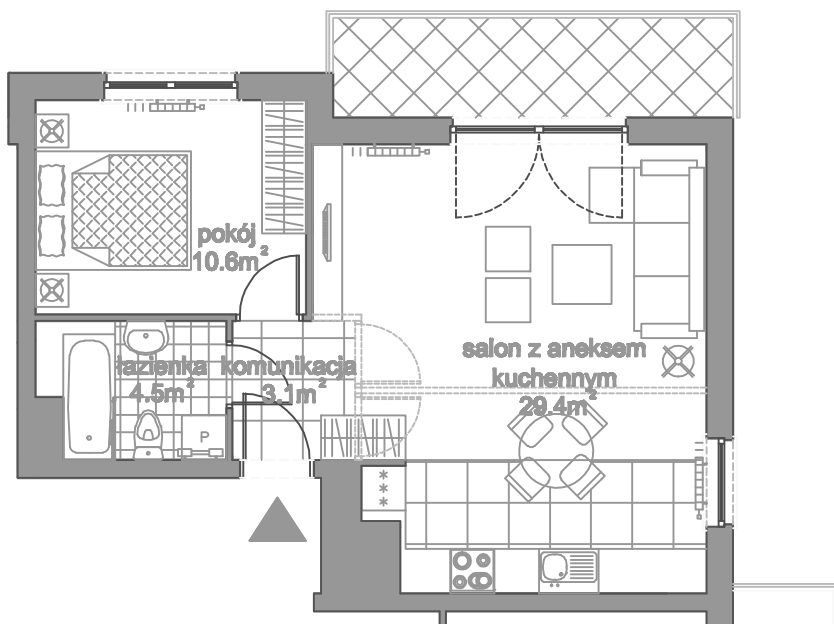 pokój
10.6m²
łazienka
4.5m²
komunikacja
3.1m²
salon z aneksem
kuchennym
29.4m²
P
***